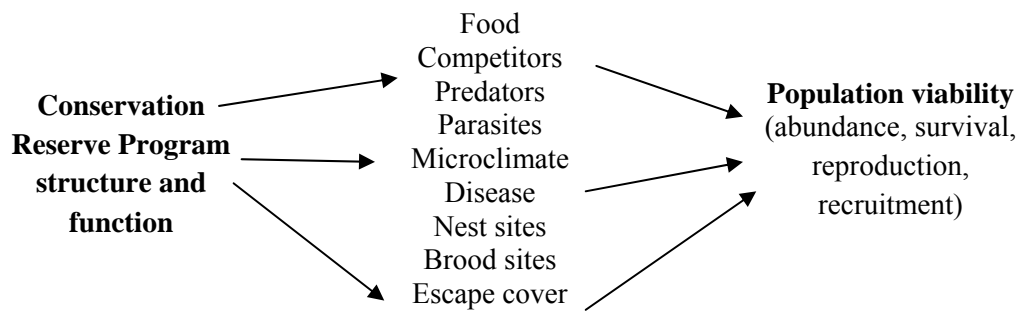 Conservation
Reserve Program
structure and
function
Food
Competitors
Predators
Parasites
Microclimate
Disease
Nest sites
Brood sites
Escape cover
Population viability
(abundance, survival,
reproduction,
recruitment)